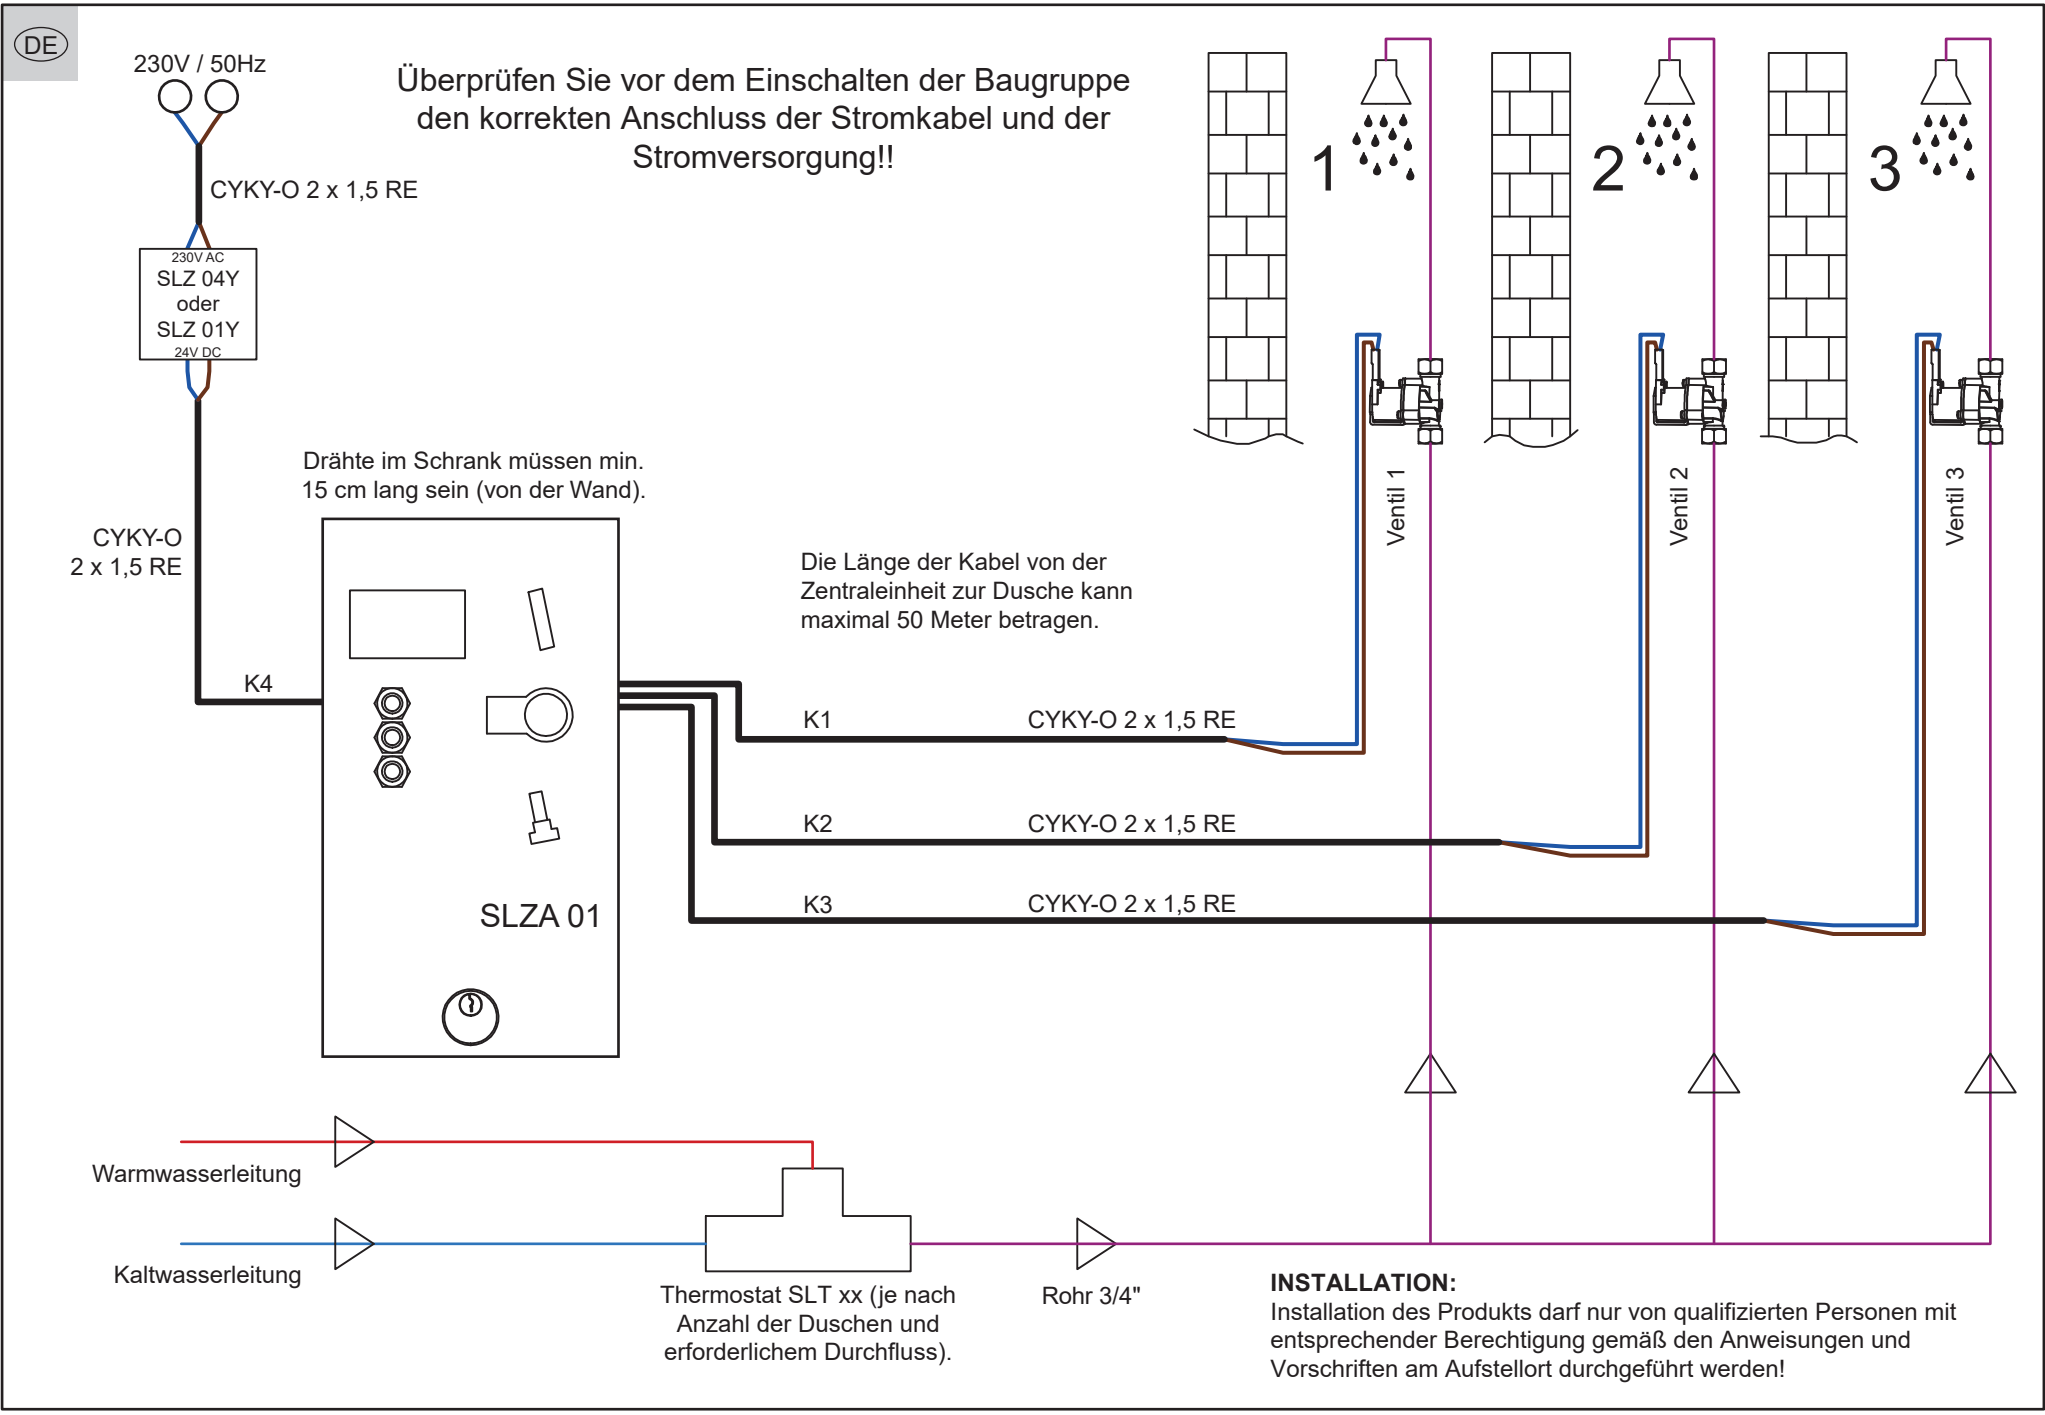 DE
230V / 50Hz
Überprüfen Sie vor dem Einschalten der Baugruppe
den korrekten Anschluss der Stromkabel und der
Stromversorgung!!
1
2
3
CYKY-O 2 x 1,5 RE
230V AC
SLZ 04Y
oder
SLZ 01Y
24V DC
Drähte im Schrank müssen min.
15 cm lang sein (von der Wand).
CYKY-O
2 x 1,5 RE
Ventil 1
Ventil 2
Ventil 3
Die Länge der Kabel von der
Zentraleinheit zur Dusche kann
maximal 50 Meter betragen.
K4
K1
CYKY-O 2 x 1,5 RE
K2
CYKY-O 2 x 1,5 RE
K3
CYKY-O 2 x 1,5 RE
SLZA 01
Warmwasserleitung
Kaltwasserleitung
Thermostat SLT xx (je nach
Anzahl der Duschen und
erforderlichem Durchfluss).
Rohr 3/4"
INSTALLATION:
Installation des Produkts darf nur von qualifizierten Personen mit
entsprechender Berechtigung gemäß den Anweisungen und
Vorschriften am Aufstellort durchgeführt werden!